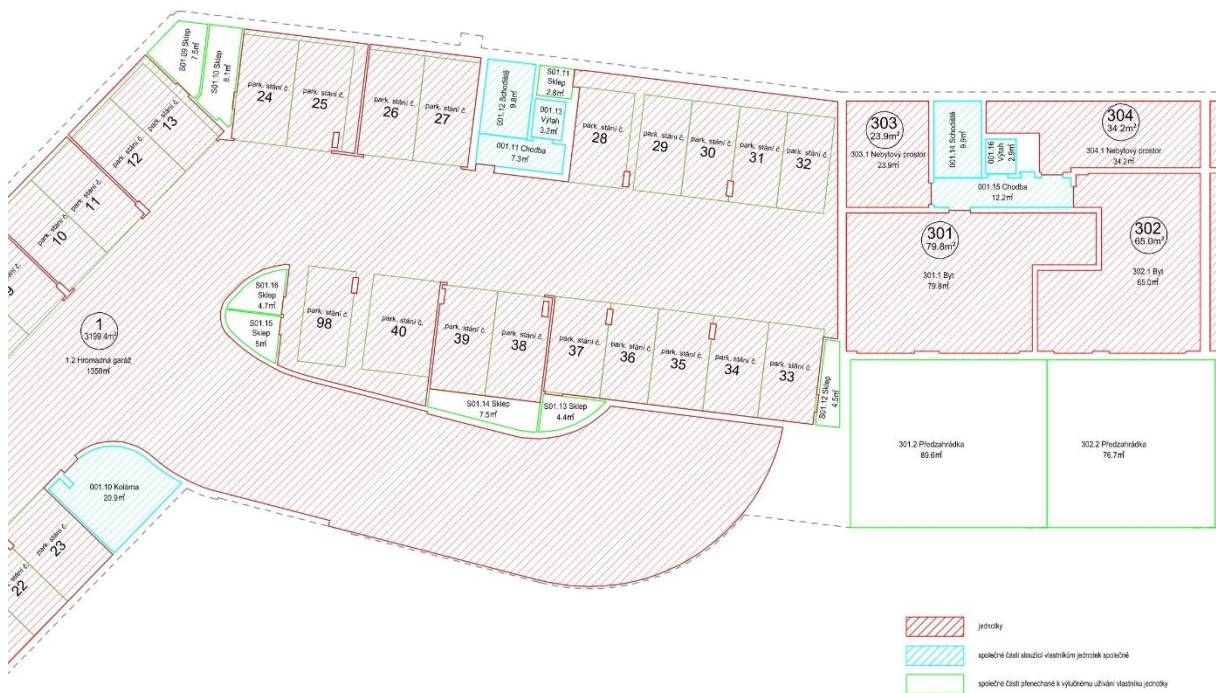 S01.09 Sklep
7.5m²
S01.10 Sklep
8.1m²
park. stání č.
24
park. stání č.
25
park. stání č.
26
park. stání č.
27
001.12 Schodiště
9.8m²
S01.11
Sklep
2.8m²
001.13
Výtah
3.2m²
001.11 Chodba
7.3m²
park. stání č.
28
park. stání č.
29
park. stání č.
30
park. stání č.
31
park. stání č.
32
303
23.9m²
303.1 Nebytový prostor
23.9m²
001.14 Schodiště
9.9m²
001.16
Výtah
2.9m²
304
34.2m²
304.1 Nebytový prostor
34.2m²
001.15 Chodba
12.2m²
301
79.8m²
301.1 Byt
79.8m²
302
65.0m²
302.1 Byt
65.0m²
park. stání č.
13
park. stání č.
12
park. stání č.
11
park. stání č.
10
9
1
3199.4m²
1.2 Hromadná garáž
1359m²
S01.16
Sklep
4.7m²
S01.15
Sklep
5m²
park. stání č.
98
park. stání č.
40
park. stání č.
39
park. stání č.
38
park. stání č.
37
park. stání č.
36
park. stání č.
35
park. stání č.
34
park. stání č.
33
S01.12 Sklep
4.5m²
S01.14 Sklep
7.5m²
S01.13 Sklep
4.4m²
301.2 Předzahrádka
89.6m²
302.2 Předzahrádka
76.7m²
001.10 Kolárna
20.9m²
park. stání č.
23
park. stání č.
22
jednotky
společné části sloužící vlastníkům jednotek společně
společné části přenechané k výlučnému užívání vlastníku jednotky